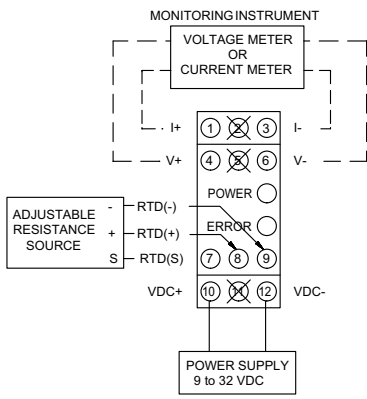 MONITORING INSTRUMENT
VOLTAGE METER
OR
CURRENT METER
I+ 1 2 3 I-
V+ 4 5 6 V-
POWER
ADJUSTABLE
RESISTANCE
SOURCE
- RTD(-)
ERROR
+ RTD(+)
S RTD(S) 7 8 9
VDC+ 10 11 12 VDC-
POWER SUPPLY
9 to 32 VDC